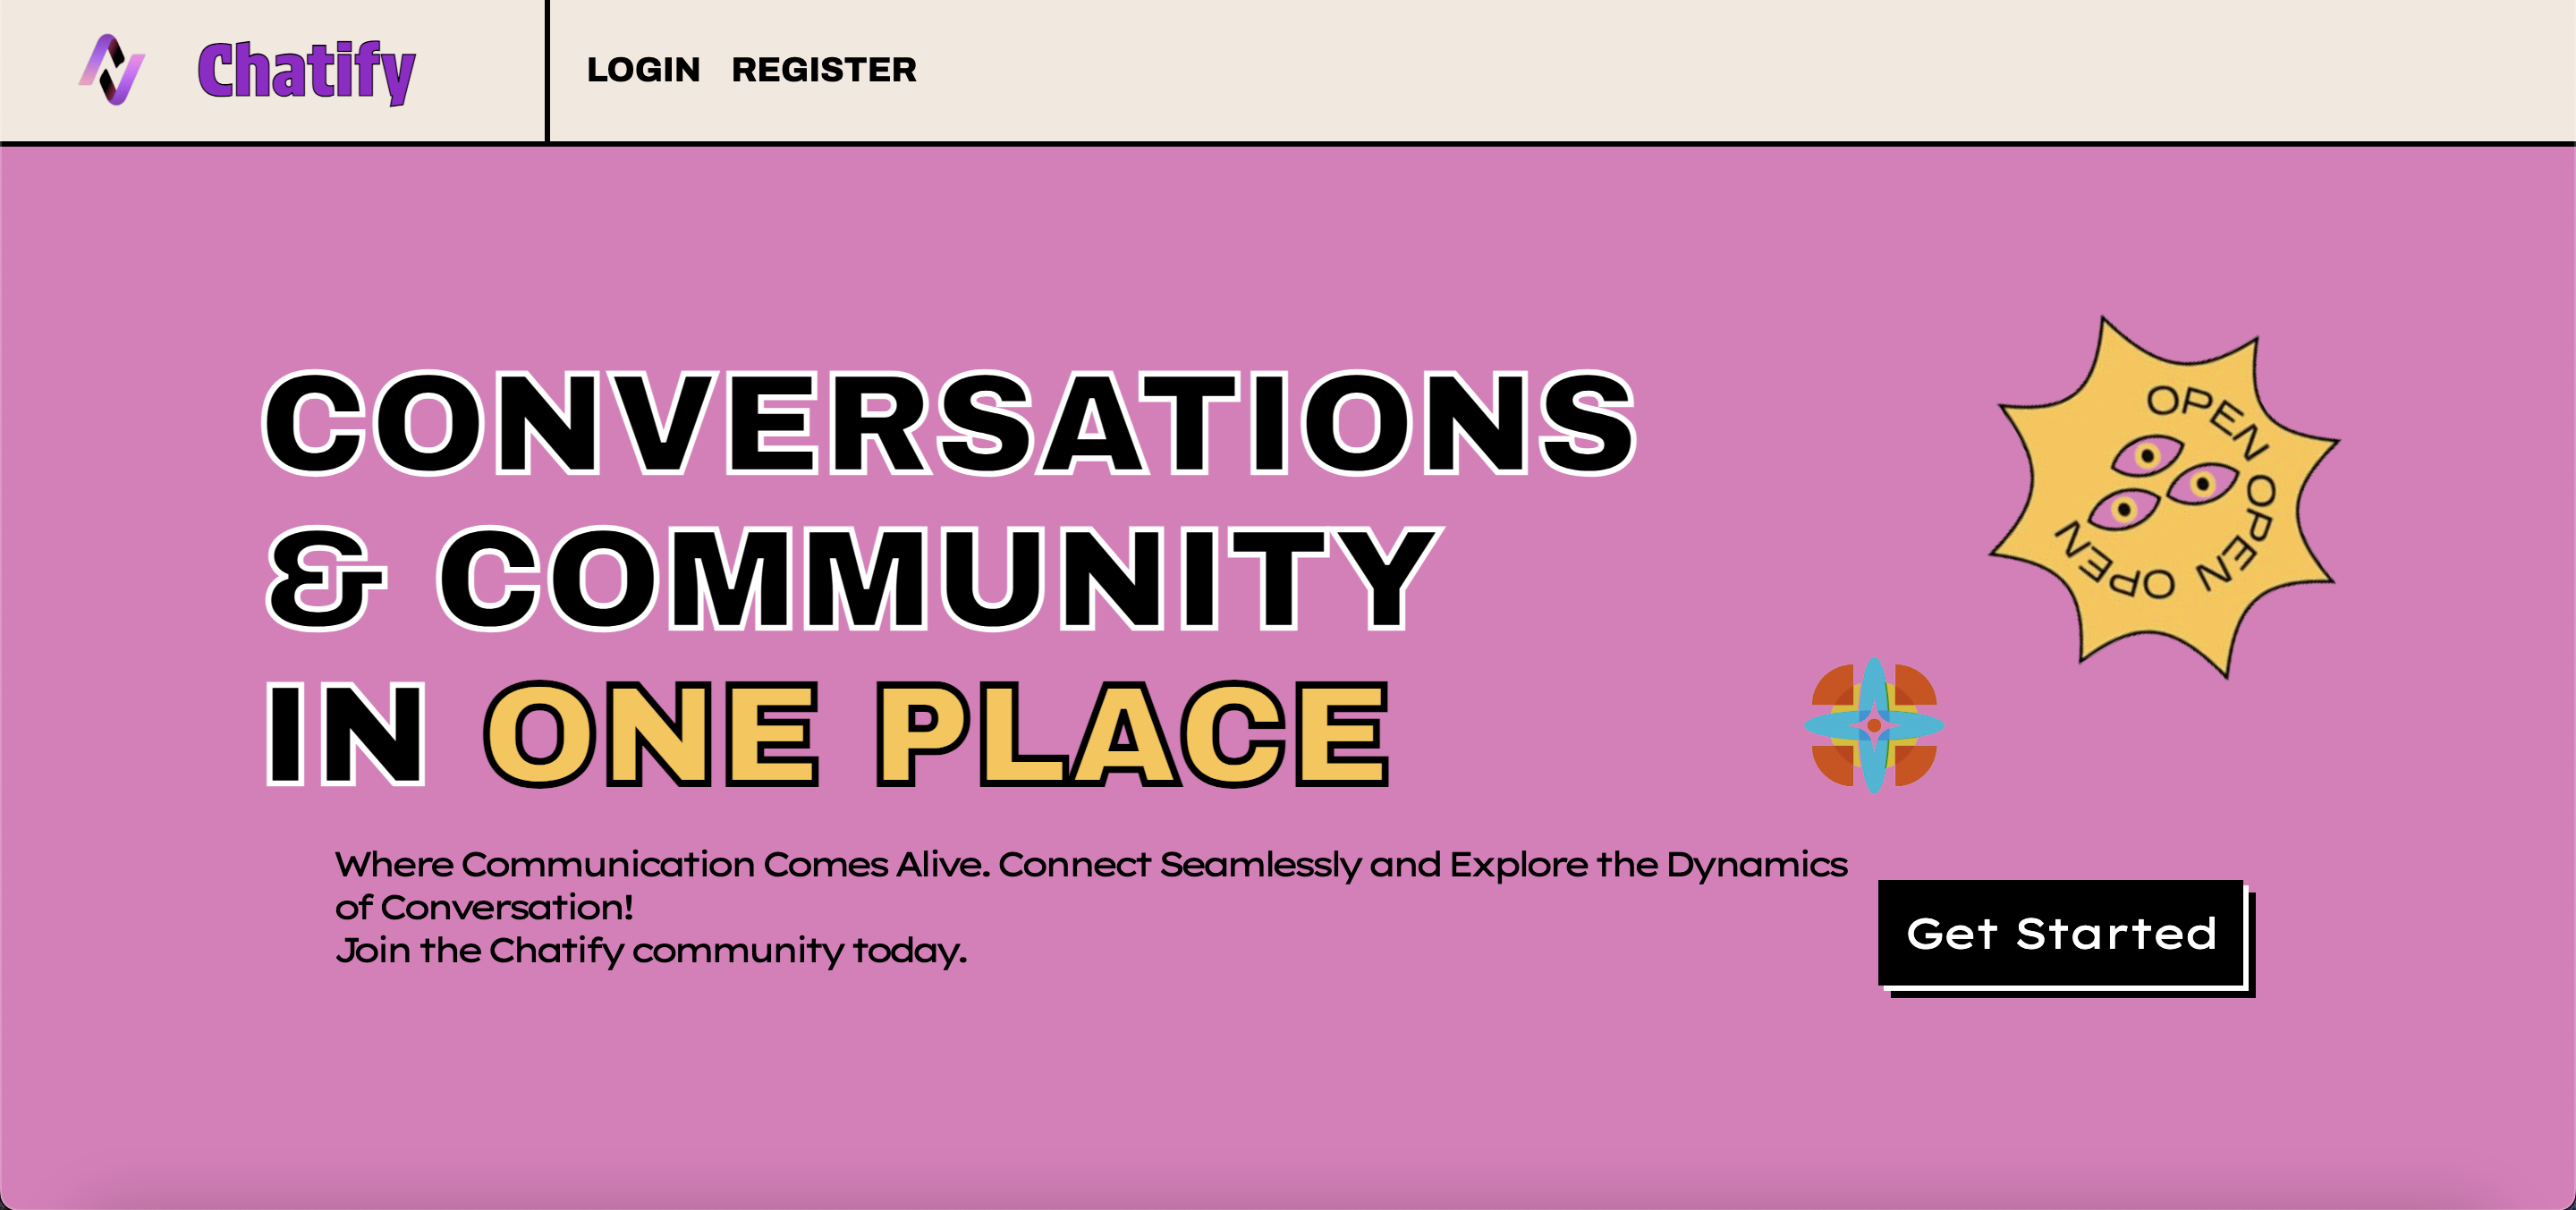 Chatify
LOGIN REGISTER
CONVERSATIONS
& COMMUNITY
IN ONE PLACE
OPEN OPEN OPEN
Where Communication Comes Alive. Connect Seamlessly and Explore the Dynamics
of Conversation!
Join the Chatify community today.
Get Started